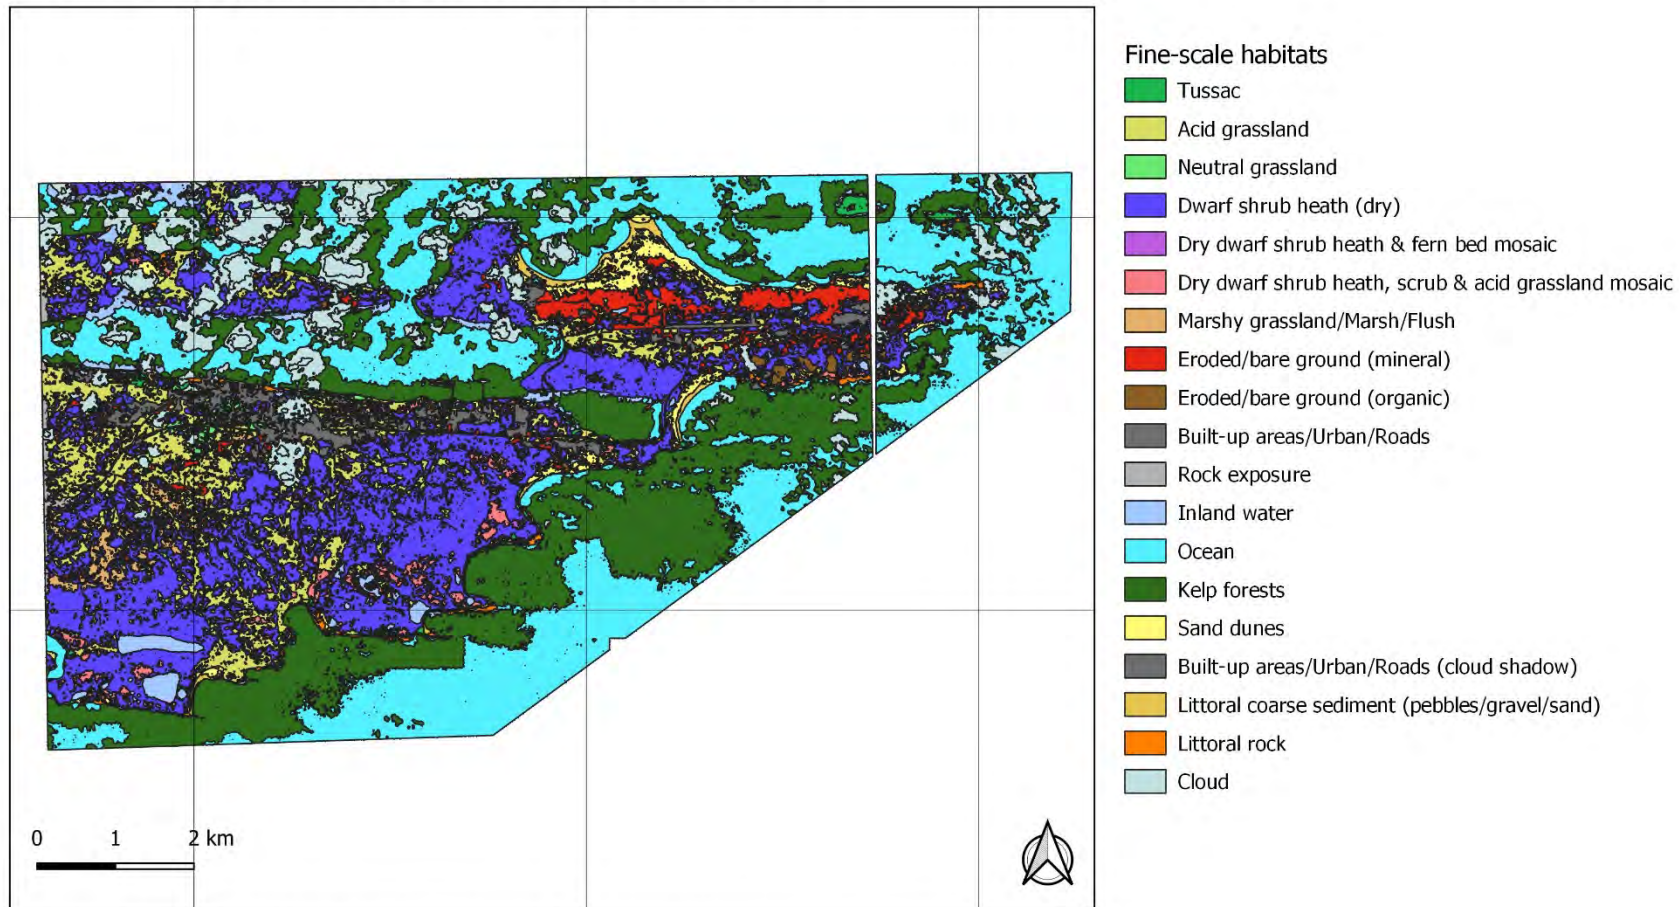 Fine-scale habitats
Tussac
Acid grassland
Neutral grassland
Dwarf shrub heath (dry)
Dry dwarf shrub heath & fern bed mosaic
Dry dwarf shrub heath, scrub & acid grassland mosaic
Marshy grassland/Marsh/Flush
Eroded/bare ground (mineral)
Eroded/bare ground (organic)
Built-up areas/Urban/Roads
Rock exposure
Inland water
Ocean
Kelp forests
Sand dunes
Built-up areas/Urban/Roads (cloud shadow)
Littoral coarse sediment (pebbles/gravel/sand)
Littoral rock
Cloud
0 1 2 km